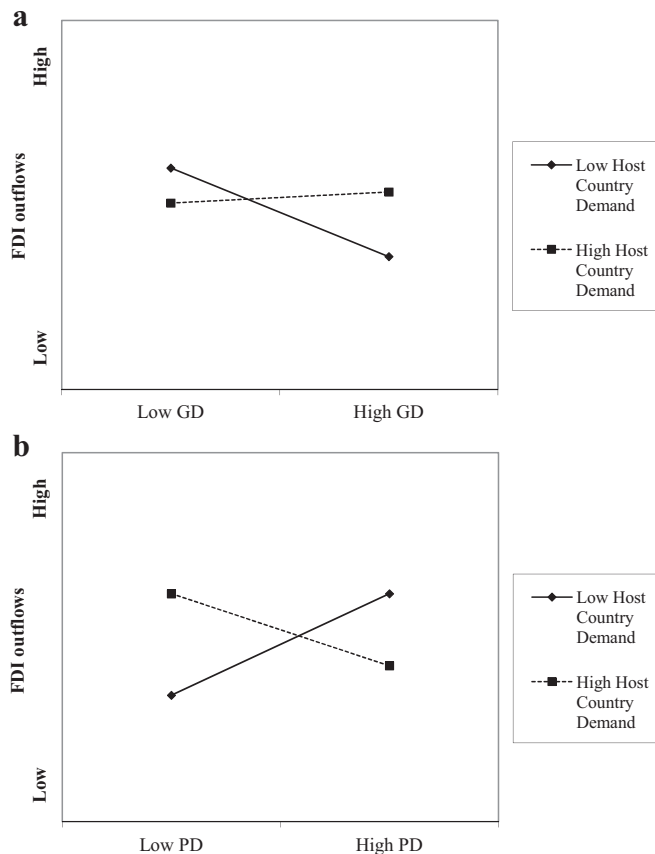 a
High
FDI outflows
Low
Low GD
High GD
Low Host
Country
Demand
High Host
Country
Demand
b
High
FDI outflows
Low
Low PD
High PD
Low Host
Country
Demand
High Host
Country
Demand